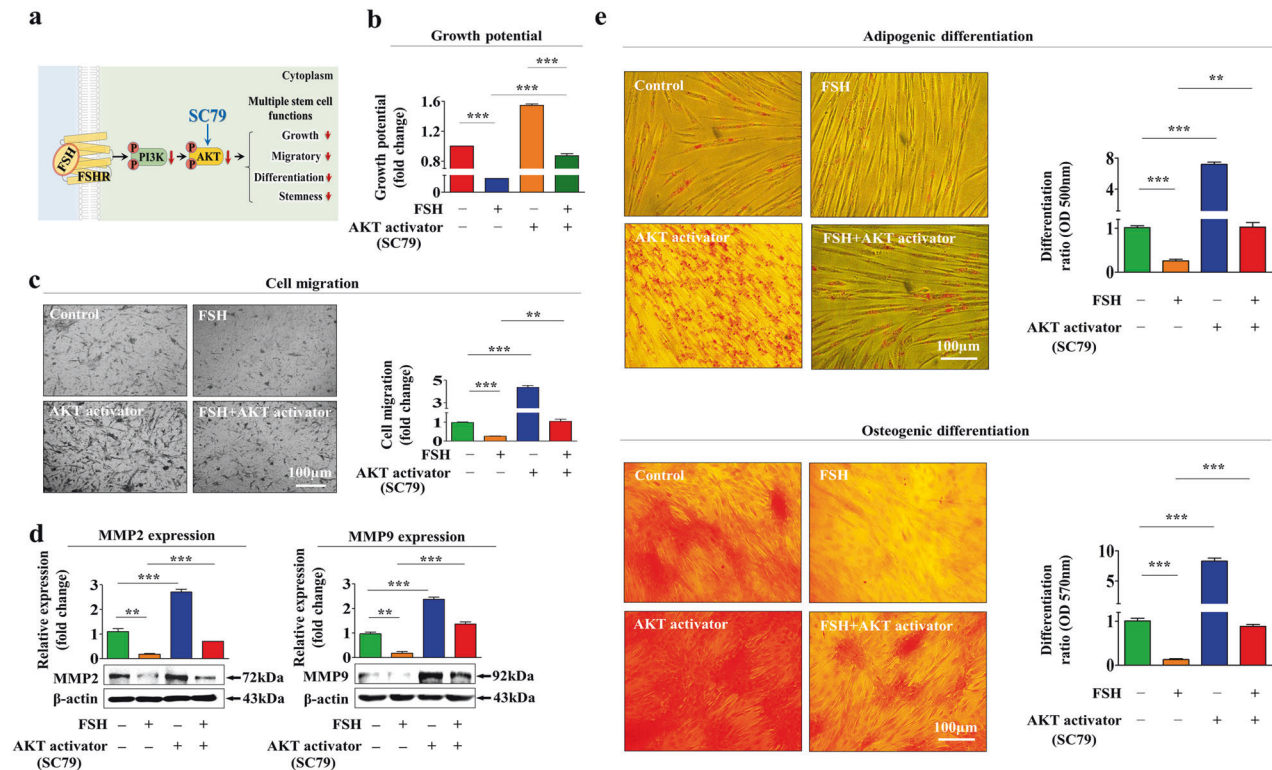 a
Cytoplasm
Multiple stem cell
functions
SC79
Growth
Migratory
Differentiation
Stemness
FSH
FSHR
P
P
PI3K
P
P
AKT
b
Growth potential
Growth potential
(fold change)
1.6
0.8
0
***
***
***
FSH
– + – +
AKT activator
(SC79)
– – + +
c
Cell migration
Control
FSH
AKT activator
FSH+AKT activator
100μm
Cell migration
(fold change)
5
5
1
0
***
***
**
FSH
– + – +
AKT activator
(SC79)
– – + +
d
MMP2 expression
Relative expression
(fold change)
3
2
1
0
**
***
***
MMP2
72kDa
β-actin
43kDa
FSH
– + – +
AKT activator
(SC79)
– – + +
MMP9 expression
Relative expression
(fold change)
3
2
1
0
**
***
***
MMP9
92kDa
β-actin
43kDa
FSH
– + – +
AKT activator
(SC79)
– – + +
e
Adipogenic differentiation
Control
FSH
AKT activator
FSH+AKT activator
100μm
Differentiation
ratio (OD 500nm)
8
4
1
0
***
***
**
FSH
– + – +
AKT activator
(SC79)
– – + +
Osteogenic differentiation
Control
FSH
AKT activator
FSH+AKT activator
100μm
Differentiation
ratio (OD 570nm)
10
5
1
0
***
***
***
FSH
– + – +
AKT activator
(SC79)
– – + +